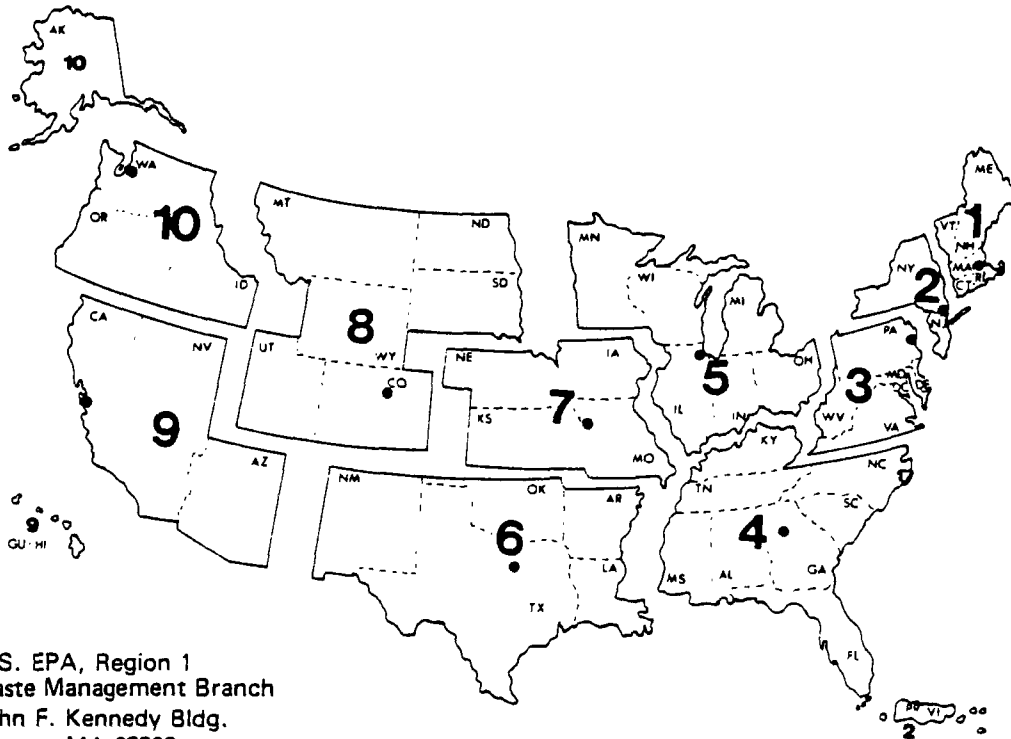 AK
10
WA
OR
10
ID
MT
ND
SD
8
WY
UT
CO
CA
NV
9
AZ
9
GU · HI
NE
IA
KS
7
MO
NM
OK
AR
6
LA
TX
MN
WI
MI
5
IL
IN
OH
KY
TN
NC
SC
4
MS
AL
GA
FL
ME
VT
NH
1
MA
RI
CT
NY
2
NJ
PA
3
MD
DC
DE
WV
VA
PR
VI
2
S. EPA, Region 1
aste Management Branch
hn F. Kennedy Bldg.